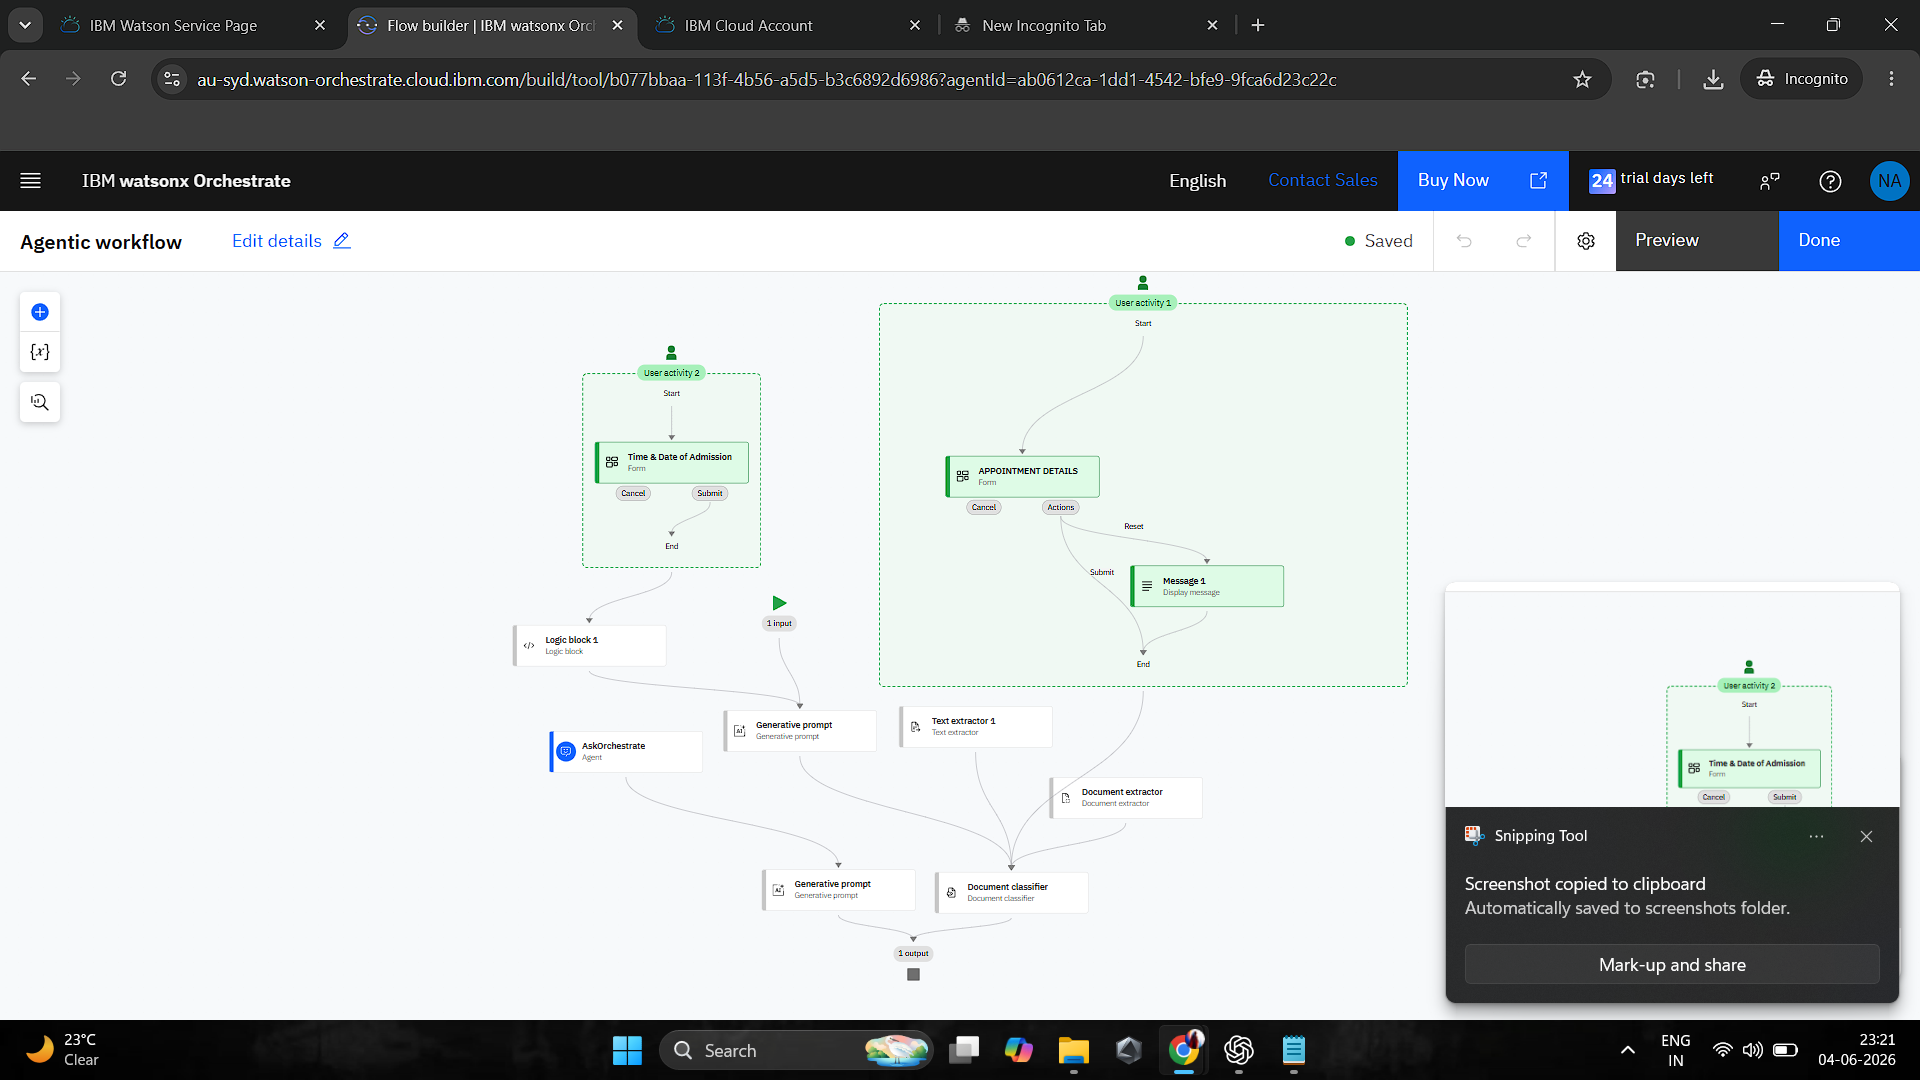 IBM Watson Service Page
Flow builder | IBM watsonx Orc
IBM Cloud Account
New Incognito Tab
au-syd.watson-orchestrate.cloud.ibm.com/build/tool/b077bbaa-113f-4b56-a5d5-b3c6892d6986?agentId=ab0612ca-1dd1-4542-bfe9-9fca6d23c22c
Incognito
IBM watsonx Orchestrate
English
Contact Sales
Buy Now
24 trial days left
NA
Agentic workflow
Edit details
Saved
Preview
Done
User activity 1
Start
APPOINTMENT DETAILS
Form
Cancel
Actions
Reset
Submit
Message 1
Display message
End
User activity 2
Start
Time & Date of Admission
Form
Cancel
Submit
End
Logic block 1
Logic block
1 input
Generative prompt
Generative prompt
Text extractor 1
Text extractor
AskOrchestrate
Agent
Document extractor
Document extractor
Generative prompt
Generative prompt
Document classifier
Document classifier
1 output
User activity 2
Start
Time & Date of Admission
Form
Cancel
Submit
Snipping Tool
Screenshot copied to clipboard
Automatically saved to screenshots folder.
Mark-up and share
23°C
Clear
Search
ENG
IN
23:21
04-06-2026